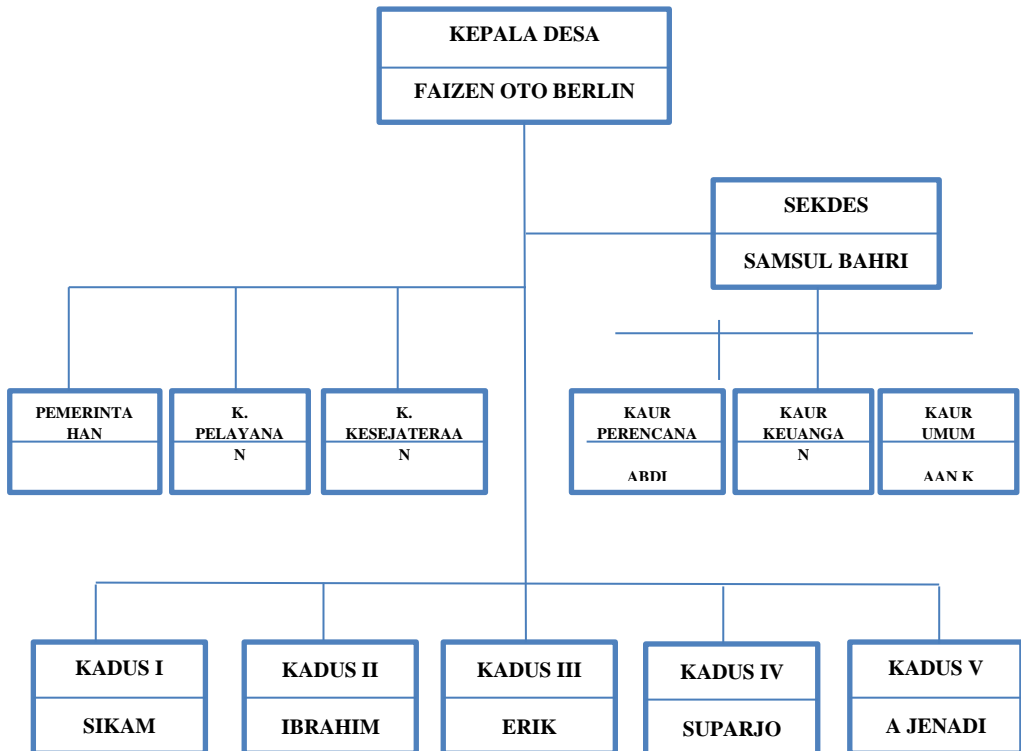 KEPALA DESA
FAIZEN OTO BERLIN
SEKDES
SAMSUL BAHRI
PEMERINTA
HAN
K.
PELAYANA
N
K.
KESEJATERAA
N
KAUR
PERENCANA
ABDI
KAUR
KEUANGA
N
KAUR
UMUM
AAN K
KADUS I
SIKAM
KADUS II
IBRAHIM
KADUS III
ERIK
KADUS IV
SUPARJO
KADUS V
A JENADI